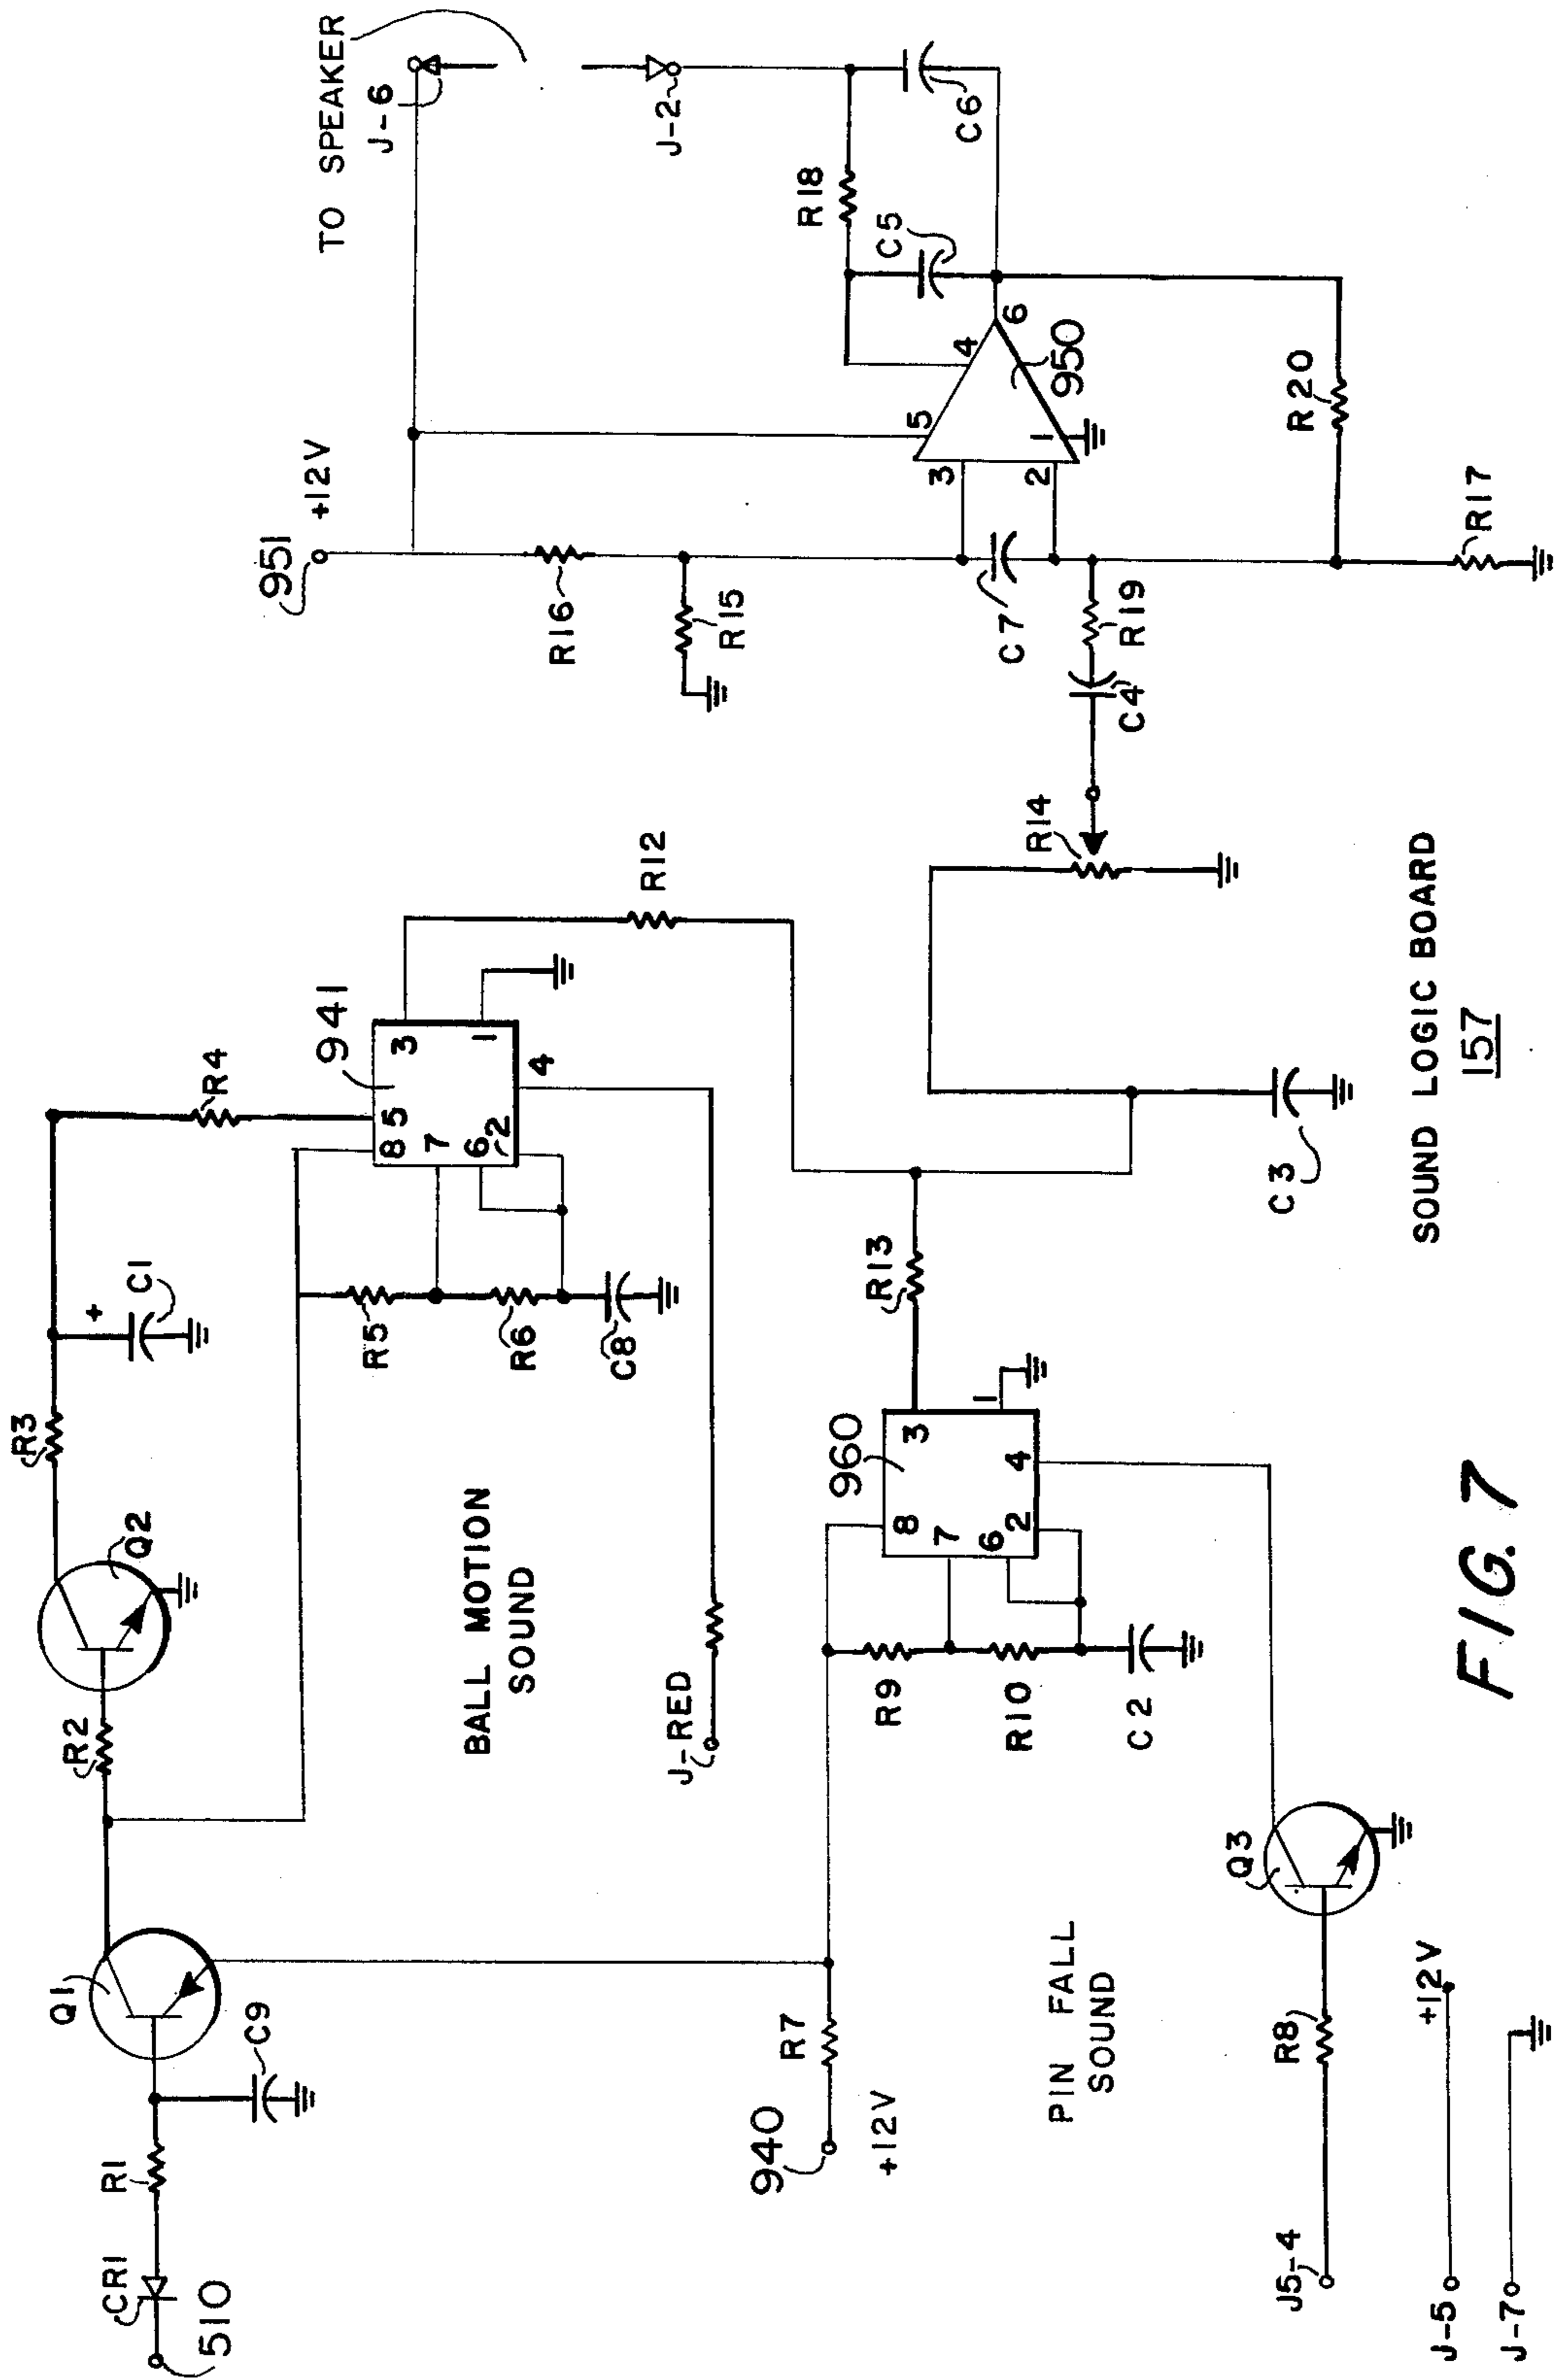 510
CR1
R1
C9
Q1
R2
Q2
R3
+
C1
R4
941
8
5
3
7
6
2
1
4
R5
R6
C8
BALL MOTION
SOUND
J-RED
R12
940
+12V
R7
960
8
3
7
6
2
1
4
R9
R10
C2
R13
PIN FALL
SOUND
J5-4
R8
Q3
J-5
+12V
J-7
C3
R14
C4
R19
951
+12V
R16
R15
C7
3
2
5
4
1
6
950
R18
C5
C6
R20
R17
TO SPEAKER
J-6
J-2
SOUND LOGIC BOARD
157
FIG. 7